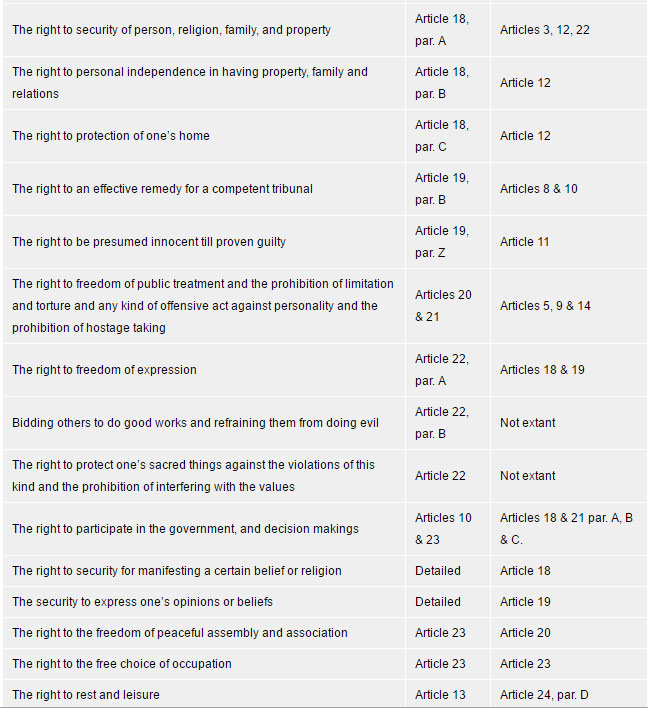 The right to security of person, religion, family, and property
Article 18,
par. A
Articles 3, 12, 22
The right to personal independence in having property, family and
relations
Article 18,
par. B
Article 12
The right to protection of one's home
Article 18,
par. C
Article 12
The right to an effective remedy for a competent tribunal
Article 19,
par. B
Articles 8 & 10
The right to be presumed innocent till proven guilty
Article 19,
par. Z
Article 11
The right to freedom of public treatment and the prohibition of limitation
and torture and any kind of offensive act against personality and the
prohibition of hostage taking
Articles 20
& 21
Articles 5, 9 & 14
The right to freedom of expression
Article 22,
par. A
Articles 18 & 19
Bidding others to do good works and refraining them from doing evil
Article 22,
par. B
Not extant
The right to protect one's sacred things against the violations of this
kind and the prohibition of interfering with the values
Article 22
Not extant
The right to participate in the government, and decision makings
Articles 10
& 23
Articles 18 & 21 par. A, B
& C.
The right to security for manifesting a certain belief or religion
Detailed
Article 18
The security to express one's opinions or beliefs
Detailed
Article 19
The right to the freedom of peaceful assembly and association
Article 23
Article 20
The right to the free choice of occupation
Article 23
Article 23
The right to rest and leisure
Article 13
Article 24, par. D